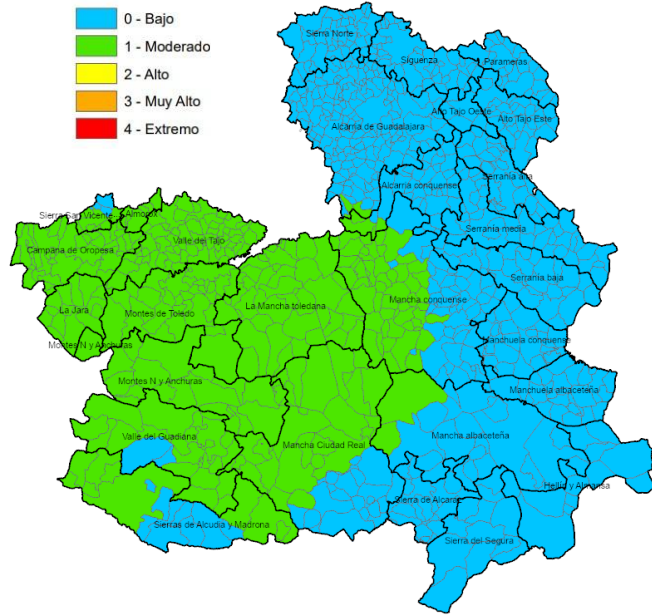 0 - Bajo
1 - Moderado
2 - Alto
3 - Muy Alto
4 - Extremo
Sierra Norte
Sigüenza
Parameras
Alto Tajo Oeste
Alto Tajo Este
Alcarria de Guadalajara
Serranía alta
Alcarria conquense
Sierra San Vicente
Almorox
Serranía media
Valle del Tajo
Campana de Oropesa
Serranía baja
La Mancha toledana
Mancha conquense
La Jara
Montes de Toledo
Manchuela conquense
Montes N y Anchuras
Montes N y Anchuras
Manchuela albaceteña
Valle del Guadiana
Mancha Ciudad Real
Mancha albaceteña
Hellín y Almansa
Sierra de Alcaraz
Sierras de Alcudia y Madrona
Sierra del Segura